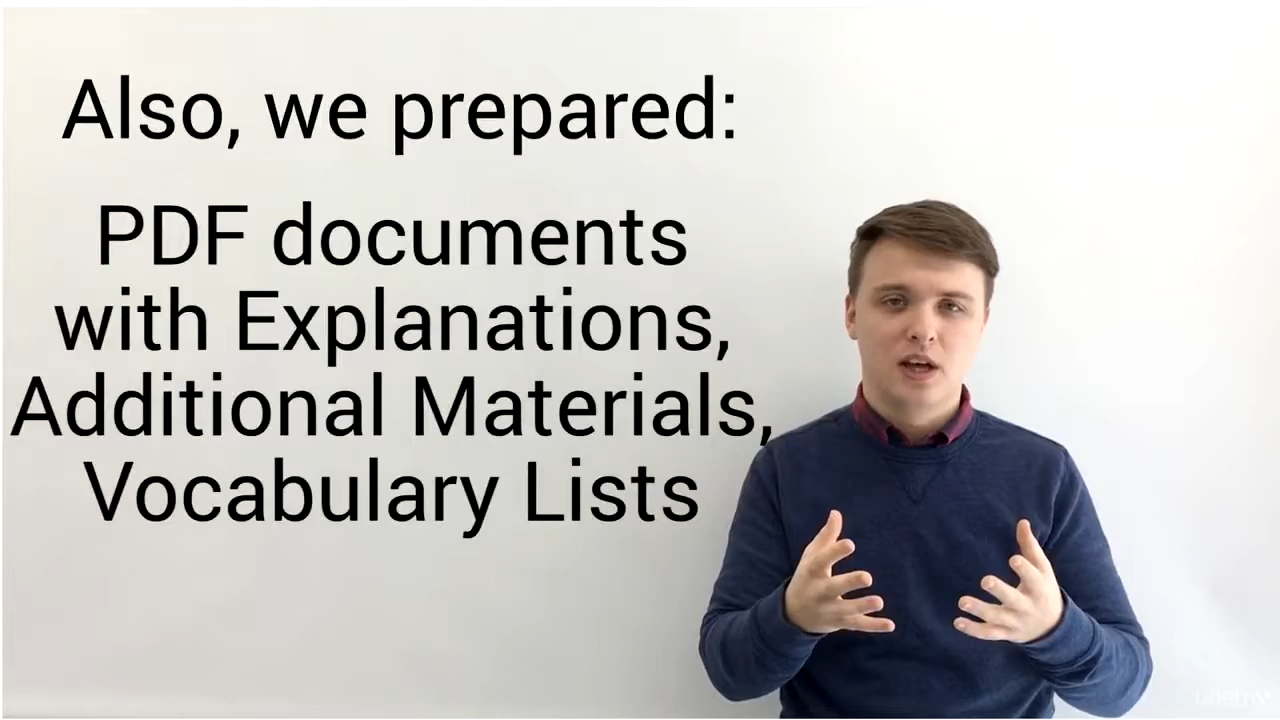 Also, we prepared:
PDF documents
with Explanations,
Additional Materials,
Vocabulary Lists